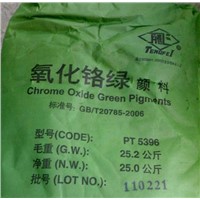 氧化铬绿 颜料
Chrome Oxide Green Pigments
标准号: GB/T20785-2006
型号(CODE): PT 5396
毛重(G.W.): 25.2 公斤
净重(N.W.): 25.0 公斤
批号(LOT NO.): 110221